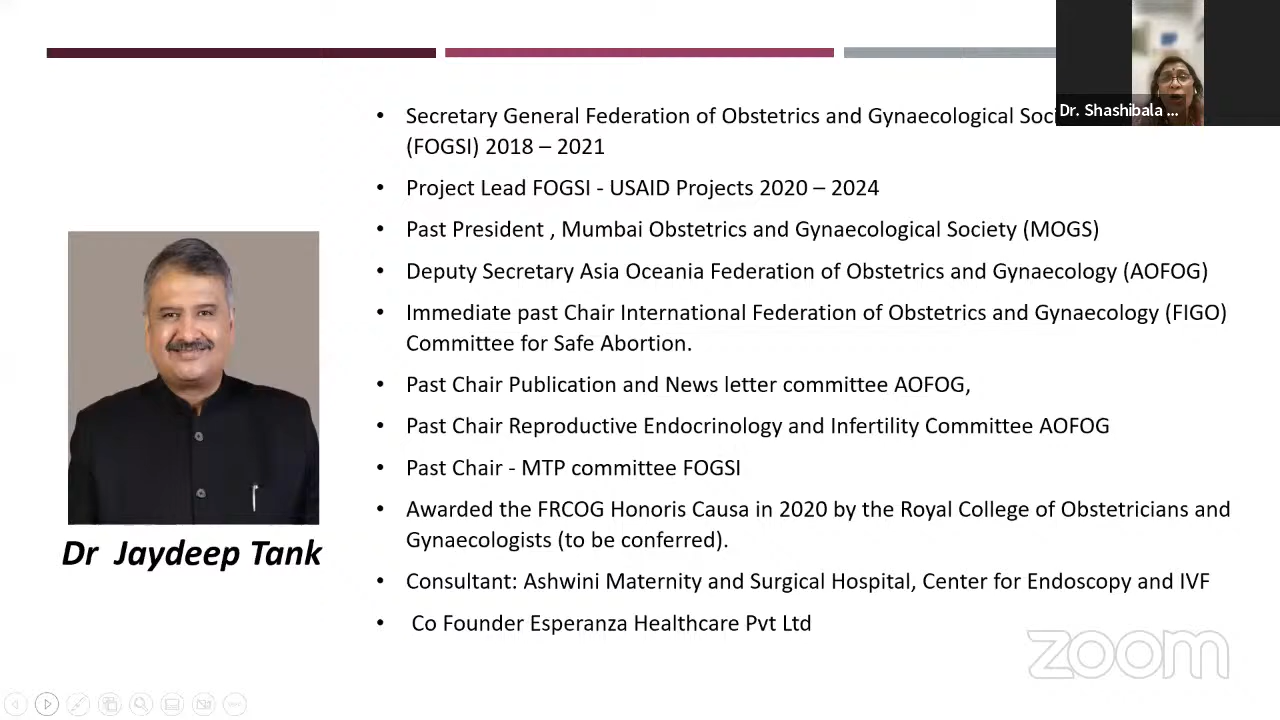 Dr. Shashibala ...
• Secretary General Federation of Obstetrics and Gynaecological
(FOGSI) 2018 – 2021
• Project Lead FOGSI - USAID Projects 2020 – 2024
• Past President , Mumbai Obstetrics and Gynaecological Society (MOGS)
• Deputy Secretary Asia Oceania Federation of Obstetrics and Gynaecology (AOFOG)
• Immediate past Chair International Federation of Obstetrics and Gynaecology (FIGO)
Committee for Safe Abortion.
• Past Chair Publication and News letter committee AOFOG,
• Past Chair Reproductive Endocrinology and Infertility Committee AOFOG
• Past Chair - MTP committee FOGSI
• Awarded the FRCOG Honoris Causa in 2020 by the Royal College of Obstetricians and
Gynaecologists (to be conferred).
• Consultant: Ashwini Maternity and Surgical Hospital, Center for Endoscopy and IVF
• Co Founder Esperanza Healthcare Pvt Ltd
Dr Jaydeep Tank
zoom